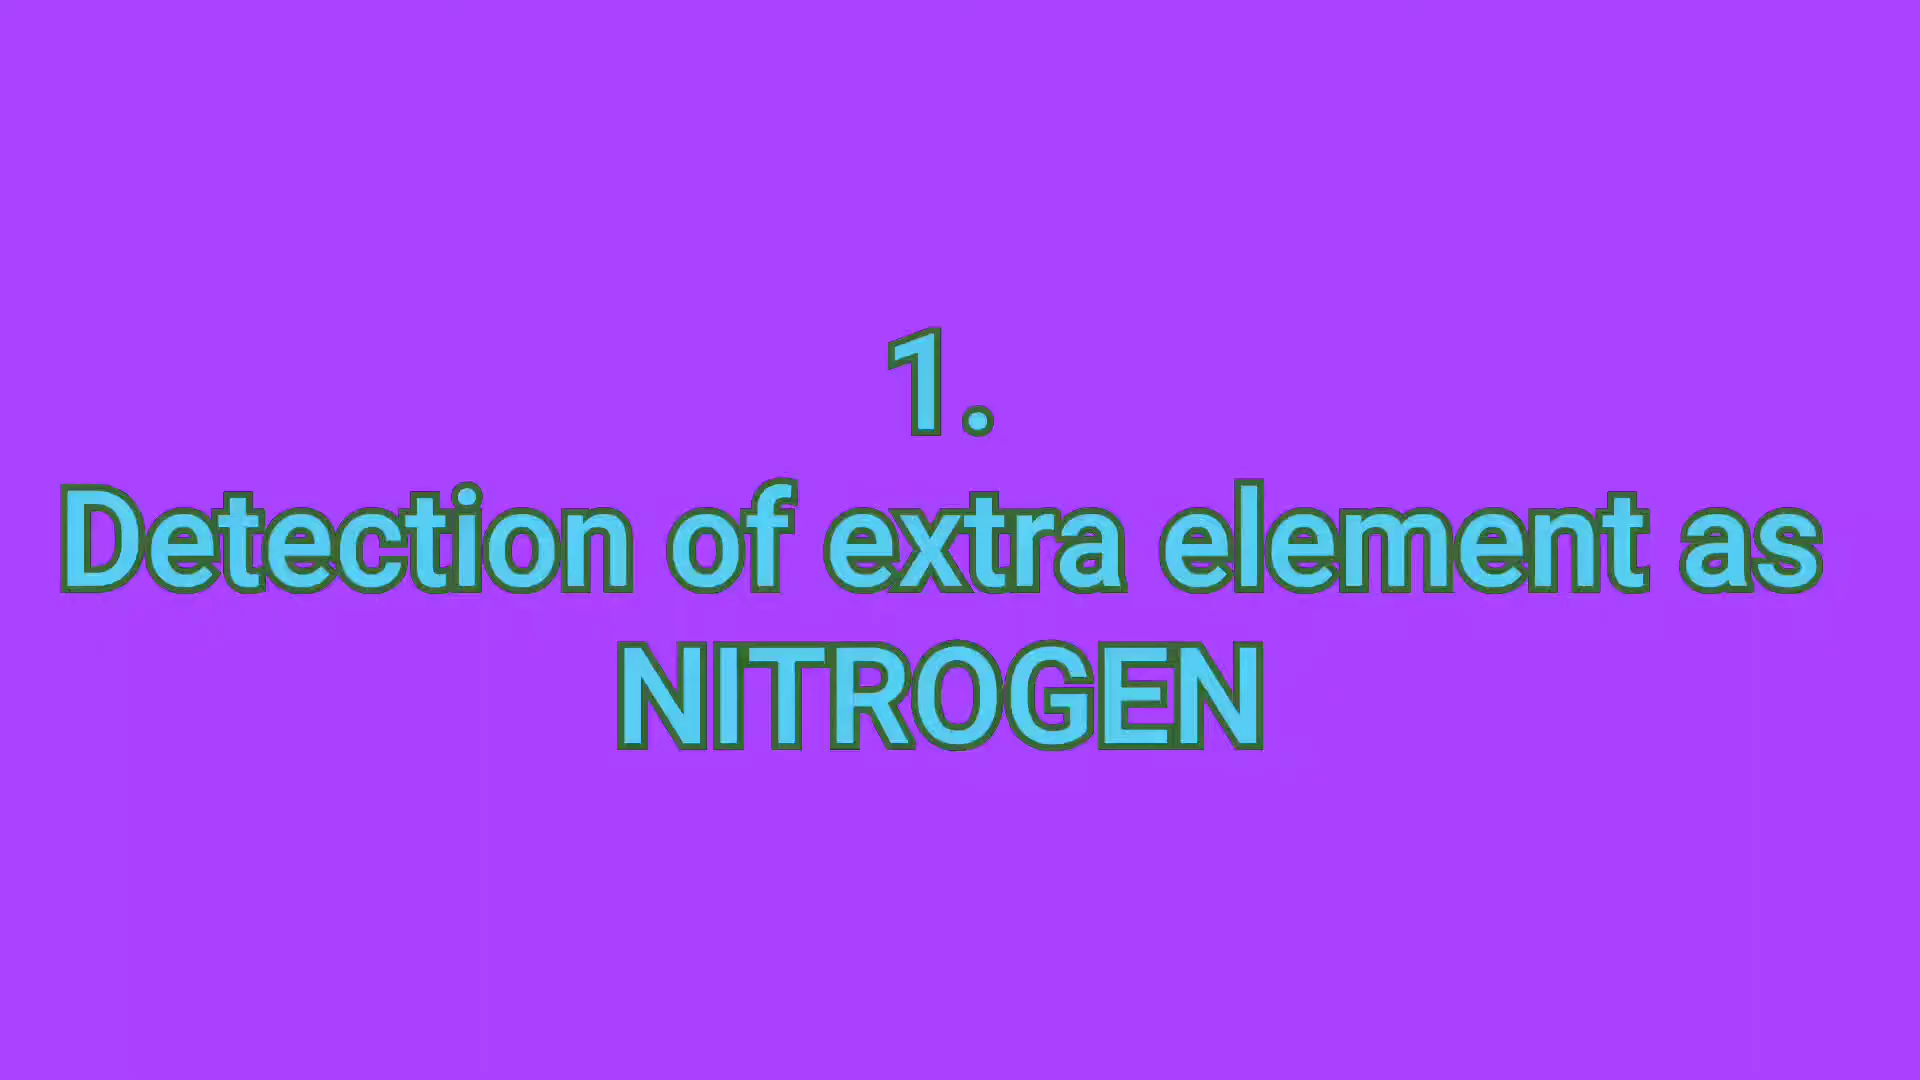 1.
Detection of extra element as
NITROGEN